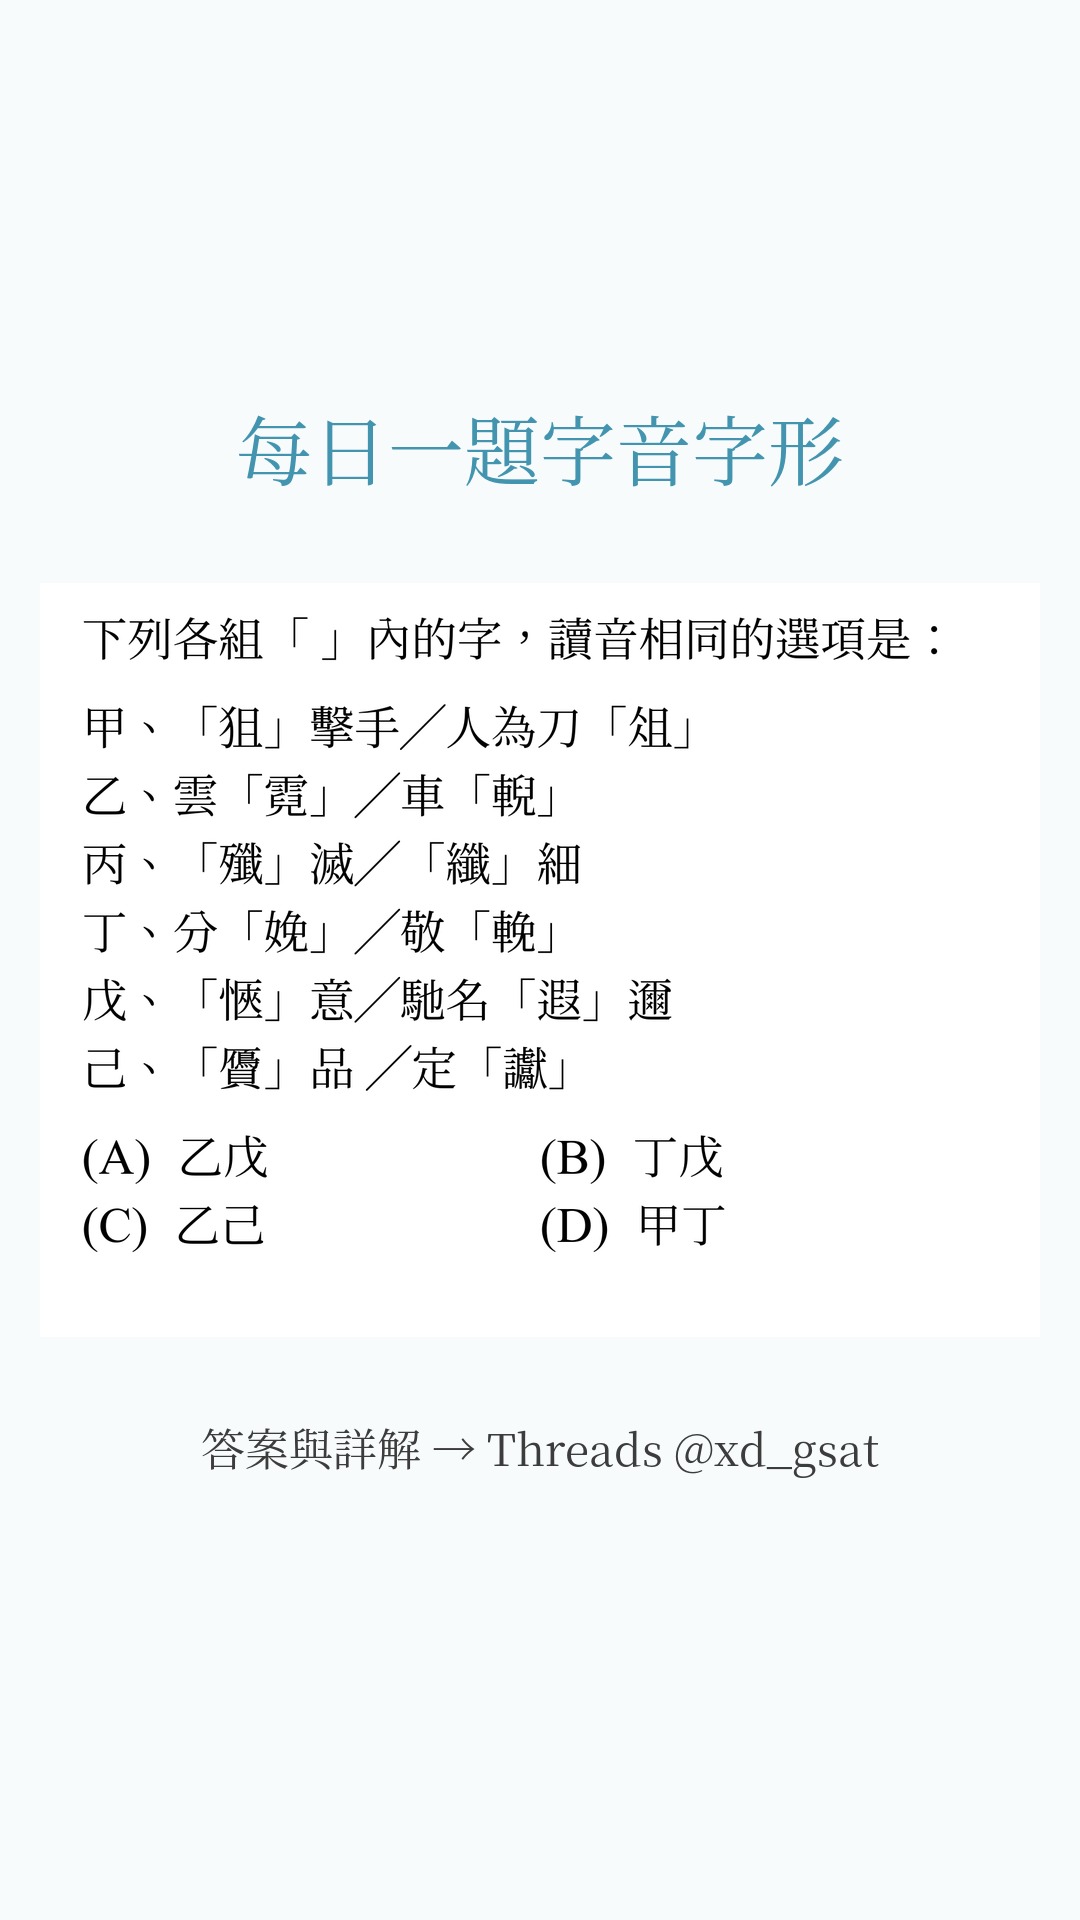 每日一題字音字形
下列各組「 」內的字，讀音相同的選項是：
甲、「狙」擊手／人為刀「俎」
乙、雲「霓」／車「輗」
丙、「殲」滅／「纖」細
丁、分「娩」／敬「輓」
戊、「愜」意／馳名「遐」邇
己、「贗」品 ／定「讞」
(A) 乙戊 (B) 丁戊
(C) 乙己 (D) 甲丁
答案與詳解 → Threads @xd_gsat